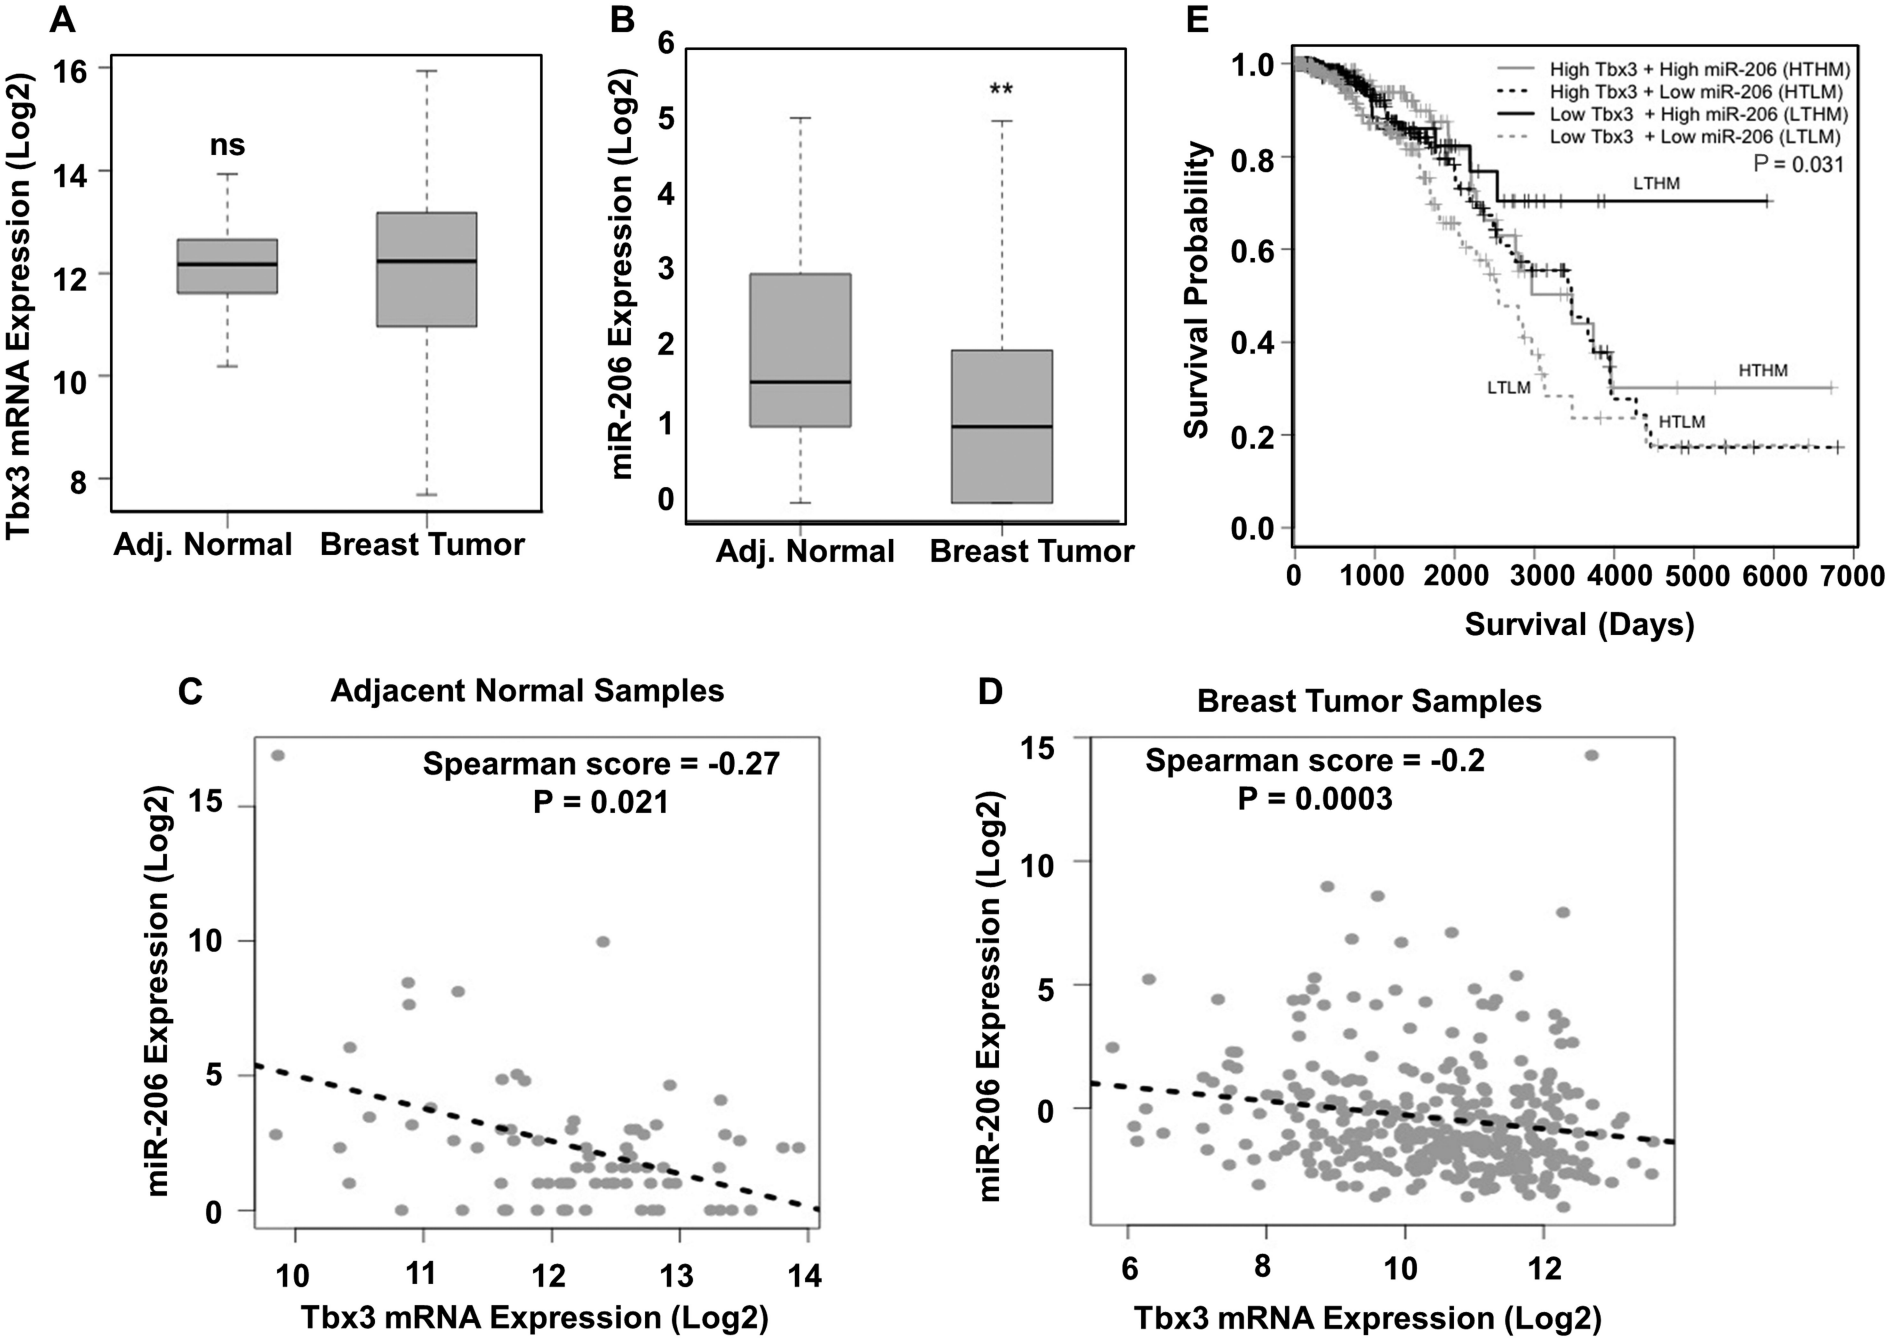 A
Tbx3 mRNA Expression (Log2)
16
14
12
10
8
ns
Adj. Normal
Breast Tumor
B
miR-206 Expression (Log2)
6
5
4
3
2
1
0
**
Adj. Normal
Breast Tumor
E
Survival Probability
1.0
0.8
0.6
0.4
0.2
0.0
High Tbx3 + High miR-206 (HTHM)
High Tbx3 + Low miR-206 (HTLM)
Low Tbx3 + High miR-206 (LTHM)
Low Tbx3 + Low miR-206 (LTLM)
P = 0.031
LTHM
HTHM
LTLM
HTLM
0 1000 2000 3000 4000 5000 6000 7000
Survival (Days)
C
Adjacent Normal Samples
Spearman score = -0.27
P = 0.021
miR-206 Expression (Log2)
15
10
5
0
10 11 12 13 14
Tbx3 mRNA Expression (Log2)
D
Breast Tumor Samples
Spearman score = -0.2
P = 0.0003
miR-206 Expression (Log2)
15
10
5
0
6 8 10 12
Tbx3 mRNA Expression (Log2)